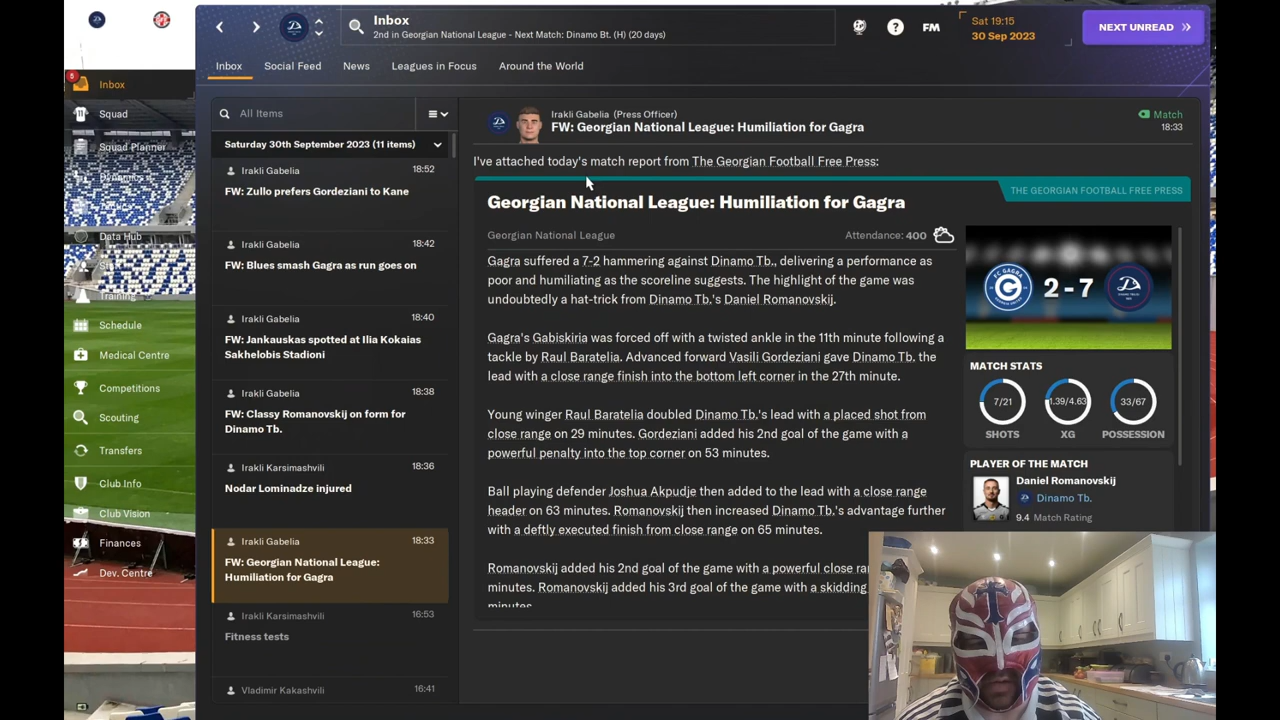 Inbox
2nd in Georgian National League - Next Match: Dinamo Bt. (H) (20 days)
?
FM
Sat 19:15
30 Sep 2023
NEXT UNREAD
Inbox
Social Feed
News
Leagues in Focus
Around the World
5
Inbox
Squad
Squad Planner
Data Hub
Training
Schedule
Medical Centre
Competitions
Scouting
Transfers
Club Info
Club Vision
Finances
Dev. Centre
All Items
Saturday 30th September 2023 (11 items)
Irakli Gabelia 18:52
FW: Zullo prefers Gordeziani to Kane
Irakli Gabelia 18:42
FW: Blues smash Gagra as run goes on
Irakli Gabelia 18:40
FW: Jankauskas spotted at Ilia Kokaias
Sakhelobis Stadioni
Irakli Gabelia 18:38
FW: Classy Romanovskij on form for
Dinamo Tb.
Irakli Karsimashvili 18:36
Nodar Lominadze injured
Irakli Gabelia 18:33
FW: Georgian National League:
Humiliation for Gagra
Irakli Karsimashvili 16:53
Fitness tests
Vladimir Kakashvili 16:41
Irakli Gabelia (Press Officer)
FW: Georgian National League: Humiliation for Gagra
Match
18:33
I've attached today's match report from The Georgian Football Free Press:
THE GEORGIAN FOOTBALL FREE PRESS
Georgian National League: Humiliation for Gagra
Georgian National League
Attendance: 400
Gagra suffered a 7-2 hammering against Dinamo Tb., delivering a performance as
poor and humiliating as the scoreline suggests. The highlight of the game was
undoubtedly a hat-trick from Dinamo Tb.'s Daniel Romanovskij.
Gagra's Gabiskiria was forced off with a twisted ankle in the 11th minute following a
tackle by Raul Baratelia. Advanced forward Vasili Gordeziani gave Dinamo Tb. the
lead with a close range finish into the bottom left corner in the 27th minute.
Young winger Raul Baratelia doubled Dinamo Tb.'s lead with a placed shot from
close range on 29 minutes. Gordeziani added his 2nd goal of the game with a
powerful penalty into the top corner on 53 minutes.
Ball playing defender Joshua Akpudje then added to the lead with a close range
header on 63 minutes. Romanovskij then increased Dinamo Tb.'s advantage further
with a deftly executed finish from close range on 65 minutes.
Romanovskij added his 2nd goal of the game with a powerful close
minutes. Romanovskij added his 3rd goal of the game with a skidding
minutes.
2 - 7
MATCH STATS
7/21
1.39/4.63
33/67
SHOTS
XG
POSSESSION
PLAYER OF THE MATCH
Daniel Romanovskij
Dinamo Tb.
9.4 Match Rating